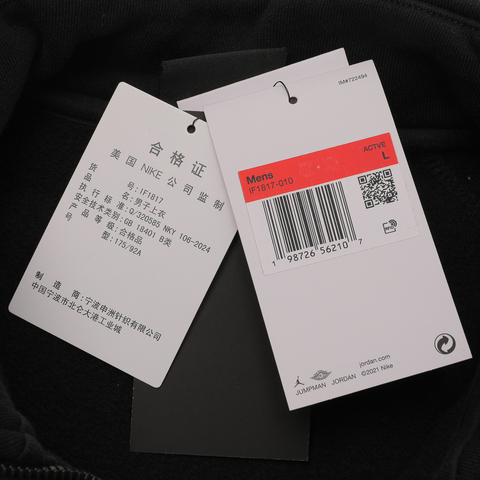 合格证
美国 NIKE 公司监制
货 号: IF1817
品 名: 男子上衣
执行标准: Q/320585 NKY 106-2024
安全技术类别: GB 18401 B类
产品等级: 合格品
号 型: 175/92A
制 造 商: 宁波申洲针织有限公司
中国宁波市北仑大港工业城
IM#722494
Mens
IF1817-010
ACTVE
L
RFID
1 98726 56210 7
jordan.com
©2021 Nike
JUMPMAN JORDAN